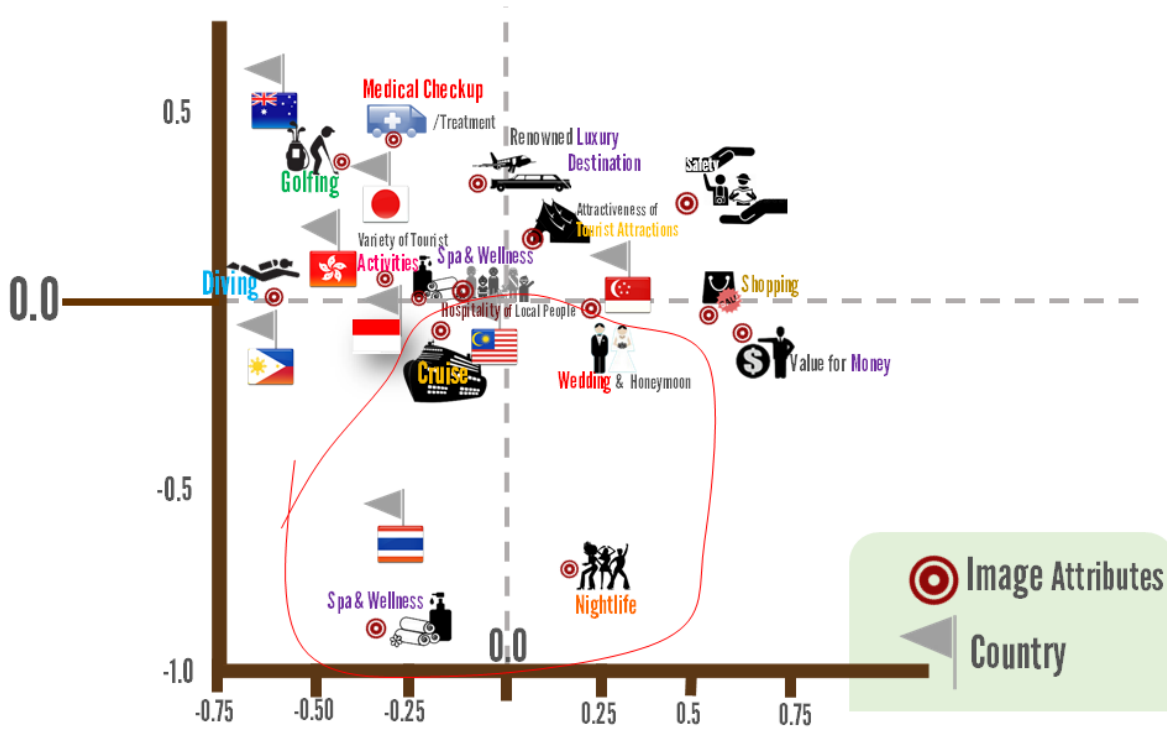 0.5
Medical Checkup
/Treatment
Renowned Luxury
Destination
Safety
Golfing
Attractiveness of
Tourist Attractions
Variety of Tourist
Activities
Spa & Wellness
Diving
0.0
Shopping
Hospitality of Local People
Cruise
Wedding & Honeymoon
$
Value for Money
-0.5
Spa & Wellness
Nightlife
0.0
-1.0
-0.75
-0.50
-0.25
0.25
0.5
0.75
Image Attributes
Country